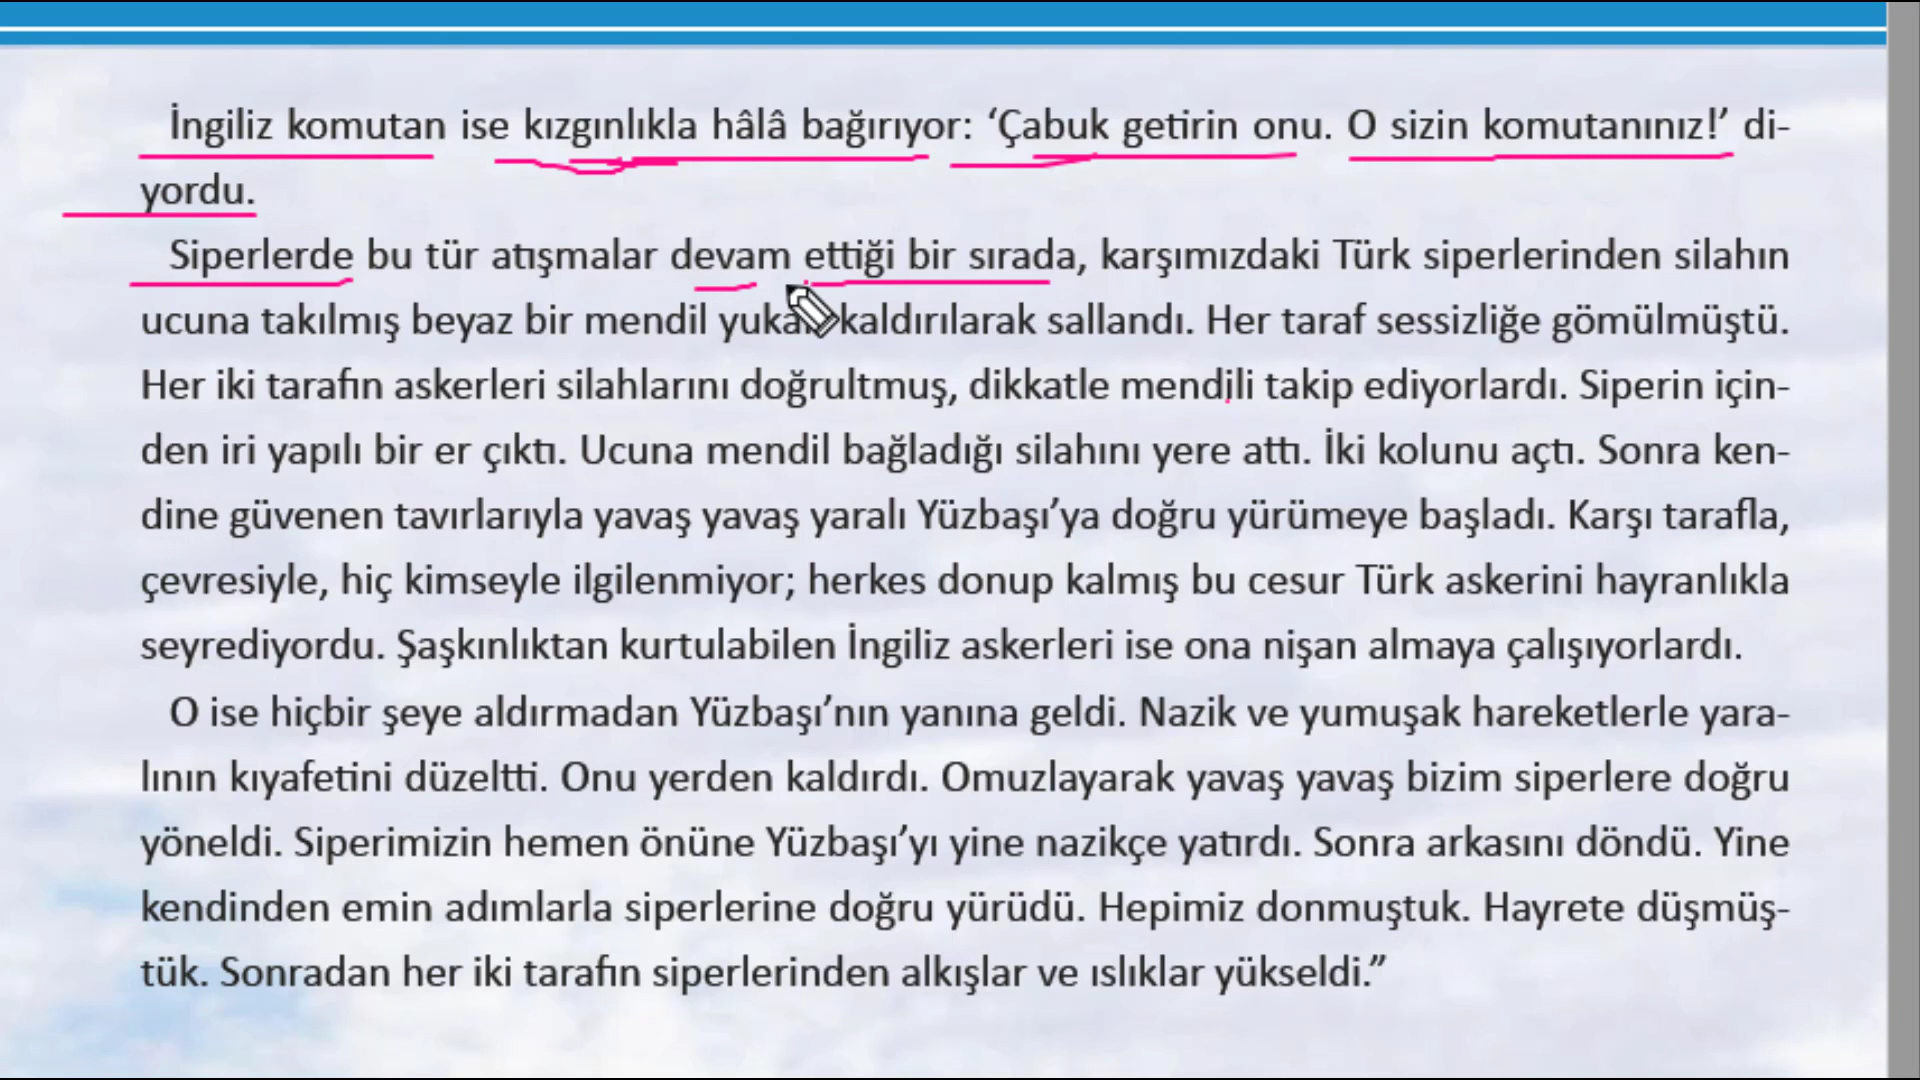 İngiliz komutan ise kızgınlıkla hâlâ bağırıyor: ‘Çabuk getirin onu. O sizin komutanınız!’ di-
yordu.
Siperlerde bu tür atışmalar devam ettiği bir sırada, karşımızdaki Türk siperlerinden silahın
ucuna takılmış beyaz bir mendil kaldırılarak sallandı. Her taraf sessizliğe gömülmüştü.
Her iki tarafın askerleri silahlarını doğrultmuş, dikkatle mendili takip ediyorlardı. Siperin için-
den iri yapılı bir er çıktı. Ucuna mendil bağladığı silahını yere attı. İki kolunu açtı. Sonra ken-
dine güvenen tavırlarıyla yavaş yavaş yaralı Yüzbaşı’ya doğru yürümeye başladı. Karşı tarafla,
çevresiyle, hiç kimseyle ilgilenmiyor; herkes donup kalmış bu cesur Türk askerini hayranlıkla
seyrediyordu. Şaşkınlıktan kurtulabilen İngiliz askerleri ise ona nişan almaya çalışıyorlardı.
O ise hiçbir şeye aldırmadan Yüzbaşı’nın yanına geldi. Nazik ve yumuşak hareketlerle yara-
lının kıyafetini düzeltti. Onu yerden kaldırdı. Omuzlayarak yavaş yavaş bizim siperlere doğru
yöneldi. Siperimizin hemen önüne Yüzbaşı’yı yine nazikçe yatırdı. Sonra arkasını döndü. Yine
kendinden emin adımlarla siperlerine doğru yürüdü. Hepimiz donmuştuk. Hayrete düşmüş-
tük. Sonradan her iki tarafın siperlerinden alkışlar ve ıslıklar yükseldi.”